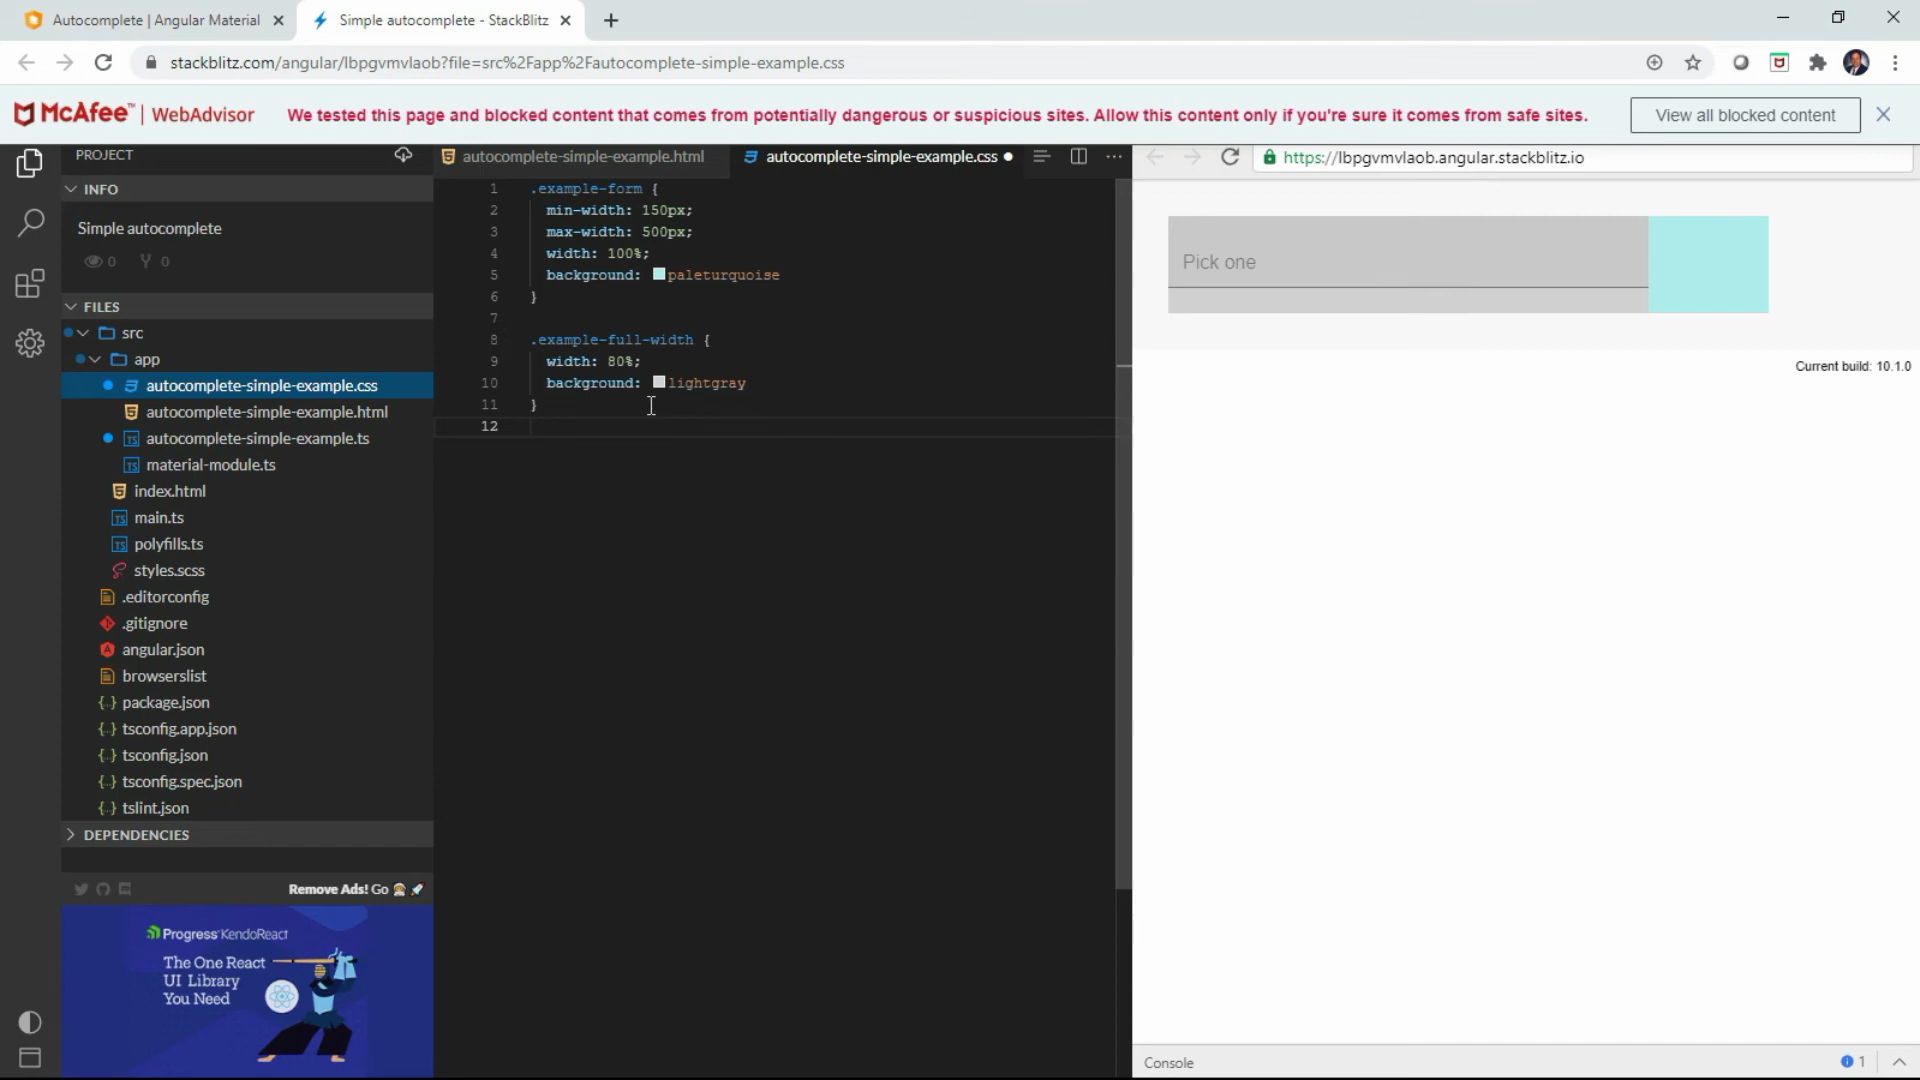 Autocomplete | Angular Material
Simple autocomplete - StackBlitz
stackblitz.com/angular/lbpgvmvlaob?file=src%2Fapp%2Fautocomplete-simple-example.css
McAfee™ | WebAdvisor
We tested this page and blocked content that comes from potentially dangerous or suspicious sites. Allow this content only if you're sure it comes from safe sites.
View all blocked content
PROJECT
INFO
Simple autocomplete
0
0
FILES
src
app
autocomplete-simple-example.css
autocomplete-simple-example.html
autocomplete-simple-example.ts
material-module.ts
index.html
main.ts
polyfills.ts
styles.scss
.editorconfig
.gitignore
angular.json
browserslist
package.json
tsconfig.app.json
tsconfig.json
tsconfig.spec.json
tslint.json
DEPENDENCIES
Remove Ads! Go
Progress KendoReact
The One React
UI Library
You Need
autocomplete-simple-example.html
autocomplete-simple-example.css
1 .example-form {
2 min-width: 150px;
3 max-width: 500px;
4 width: 100%;
5 background: paleturquoise
6 }
7
8 .example-full-width {
9 width: 80%;
10 background: lightgray
11 }
12
https://lbpgvmvlaob.angular.stackblitz.io
Pick one
Current build: 10.1.0
Console
1